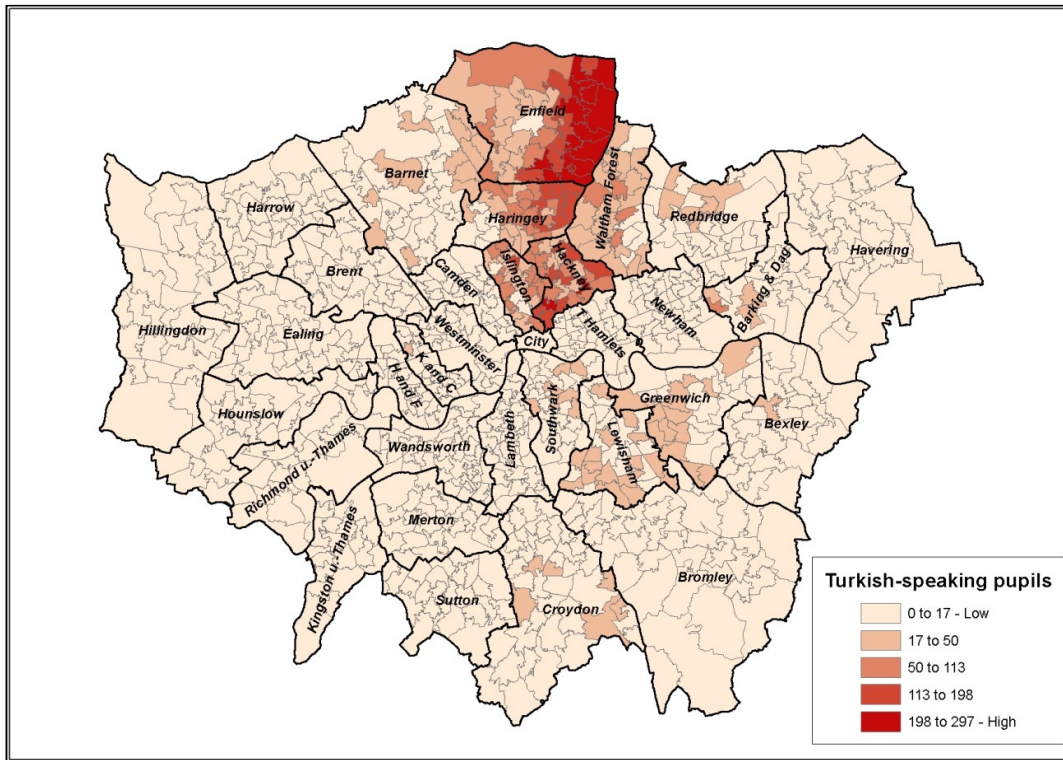 Enfield
Barnet
Haringey
Waltham Forest
Redbridge
Harrow
Havering
Hackney
Islington
Camden
Brent
Barking & Dag
Newham
Hillingdon
Ealing
Westminster
T Hamlets
City
K and C
H and F
Greenwich
Hounslow
Bexley
Southwark
Lewisham
Lambeth
Wandsworth
Richmond u.-Thames
Merton
Kingston u.-Thames
Bromley
Sutton
Croydon
Turkish-speaking pupils
0 to 17 - Low
17 to 50
50 to 113
113 to 198
198 to 297 - High